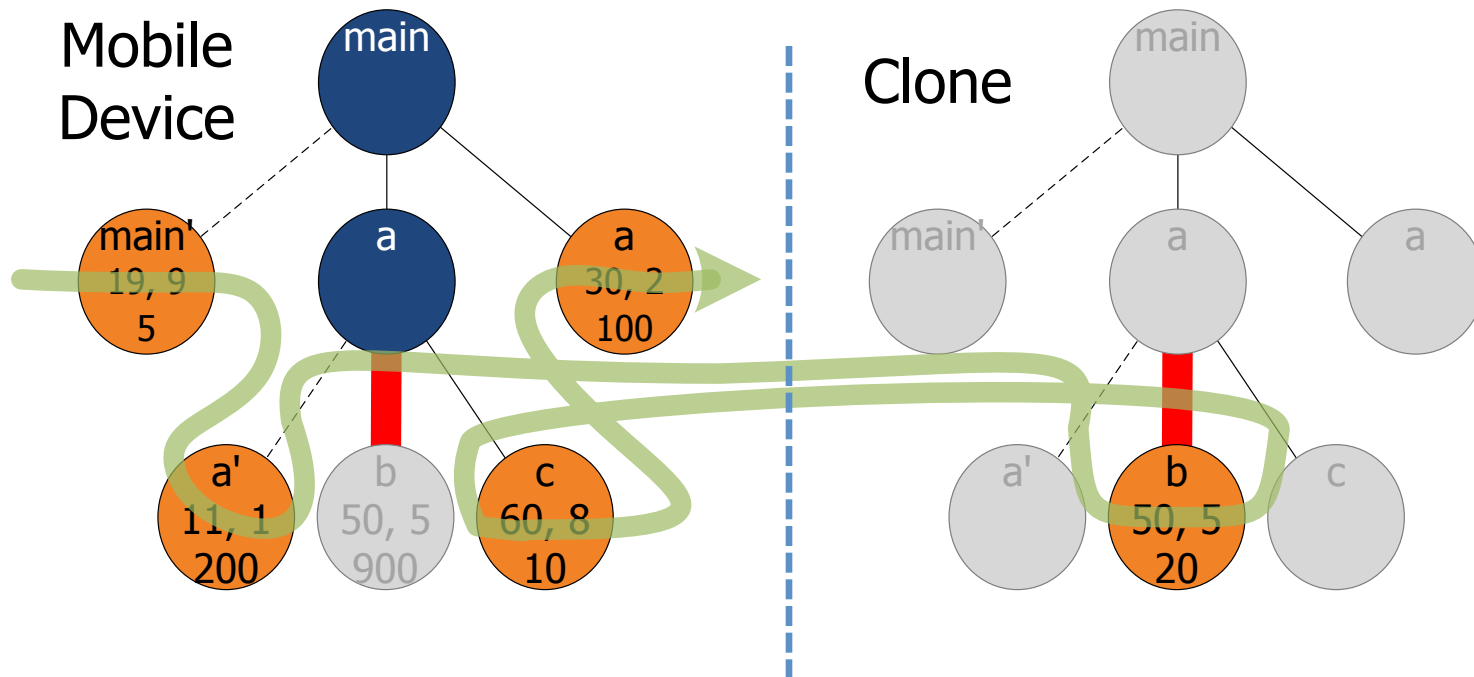 Mobile
Device
main
main'
19, 9
5
a
a
30, 2
100
a'
11, 1
200
b
50, 5
900
c
60, 8
10
Clone
main
main'
a
a
a'
b
50, 5
20
c